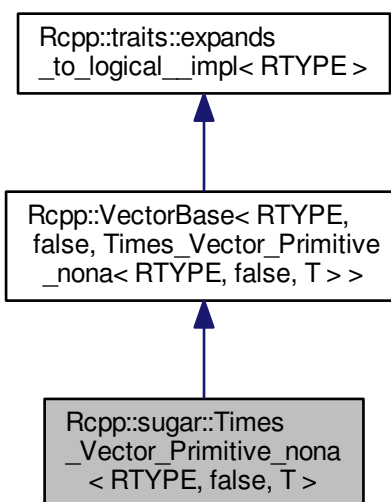 Rcpp::traits::expands
_to_logical__impl< RTYPE >
Rcpp::VectorBase< RTYPE,
false, Times_Vector_Primitive
_nona< RTYPE, false, T > >
Rcpp::sugar::Times
_Vector_Primitive_nona
< RTYPE, false, T >